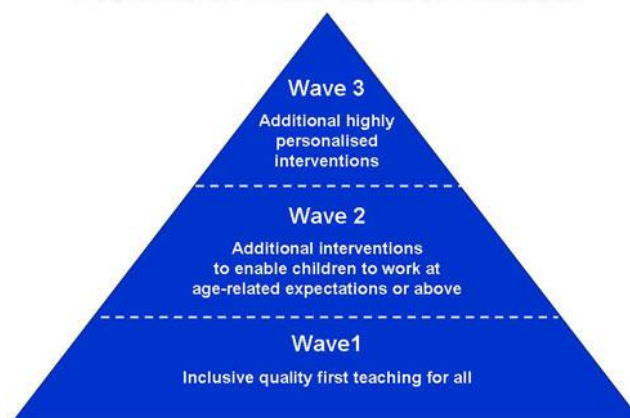 Wave 3
Additional highly
personalised
interventions
Wave 2
Additional interventions
to enable children to work at
age-related expectations or above
Wave1
Inclusive quality first teaching for all